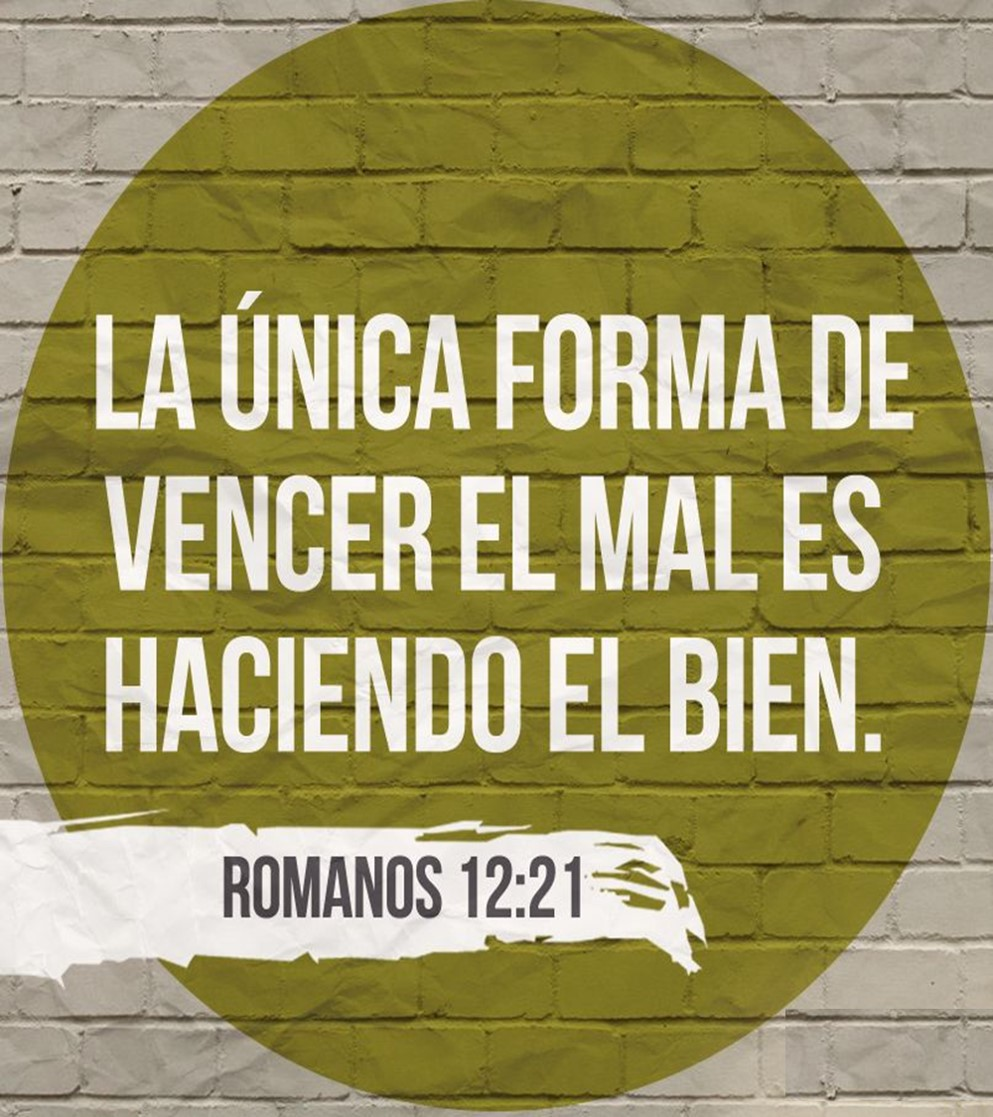 LA ÚNICA FORMA DE
VENCER EL MAL ES
HACIENDO EL BIEN.
ROMANOS 12:21